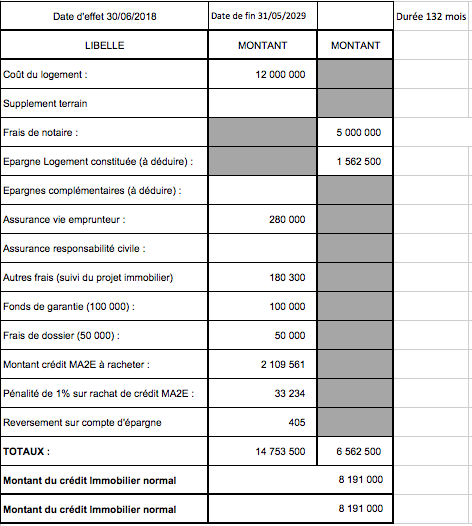 Date d'effet 30/06/2018 Date de fin 31/05/2029 Durée 132 mois
LIBELLE MONTANT MONTANT
Coût du logement : 12 000 000
Supplement terrain
Frais de notaire : 5 000 000
Epargne Logement constituée (à déduire) : 1 562 500
Epargnes complémentaires (à déduire) :
Assurance vie emprunteur : 280 000
Assurance responsabilité civile :
Autres frais (suivi du projet immobilier) 180 300
Fonds de garantie (100 000) : 100 000
Frais de dossier (50 000) : 50 000
Montant crédit MA2E à racheter : 2 109 561
Pénalité de 1% sur rachat de crédit MA2E : 33 234
Reversement sur compte d'épargne 405
TOTAUX : 14 753 500 6 562 500
Montant du crédit Immobilier normal 8 191 000
Montant du crédit Immobilier normal 8 191 000